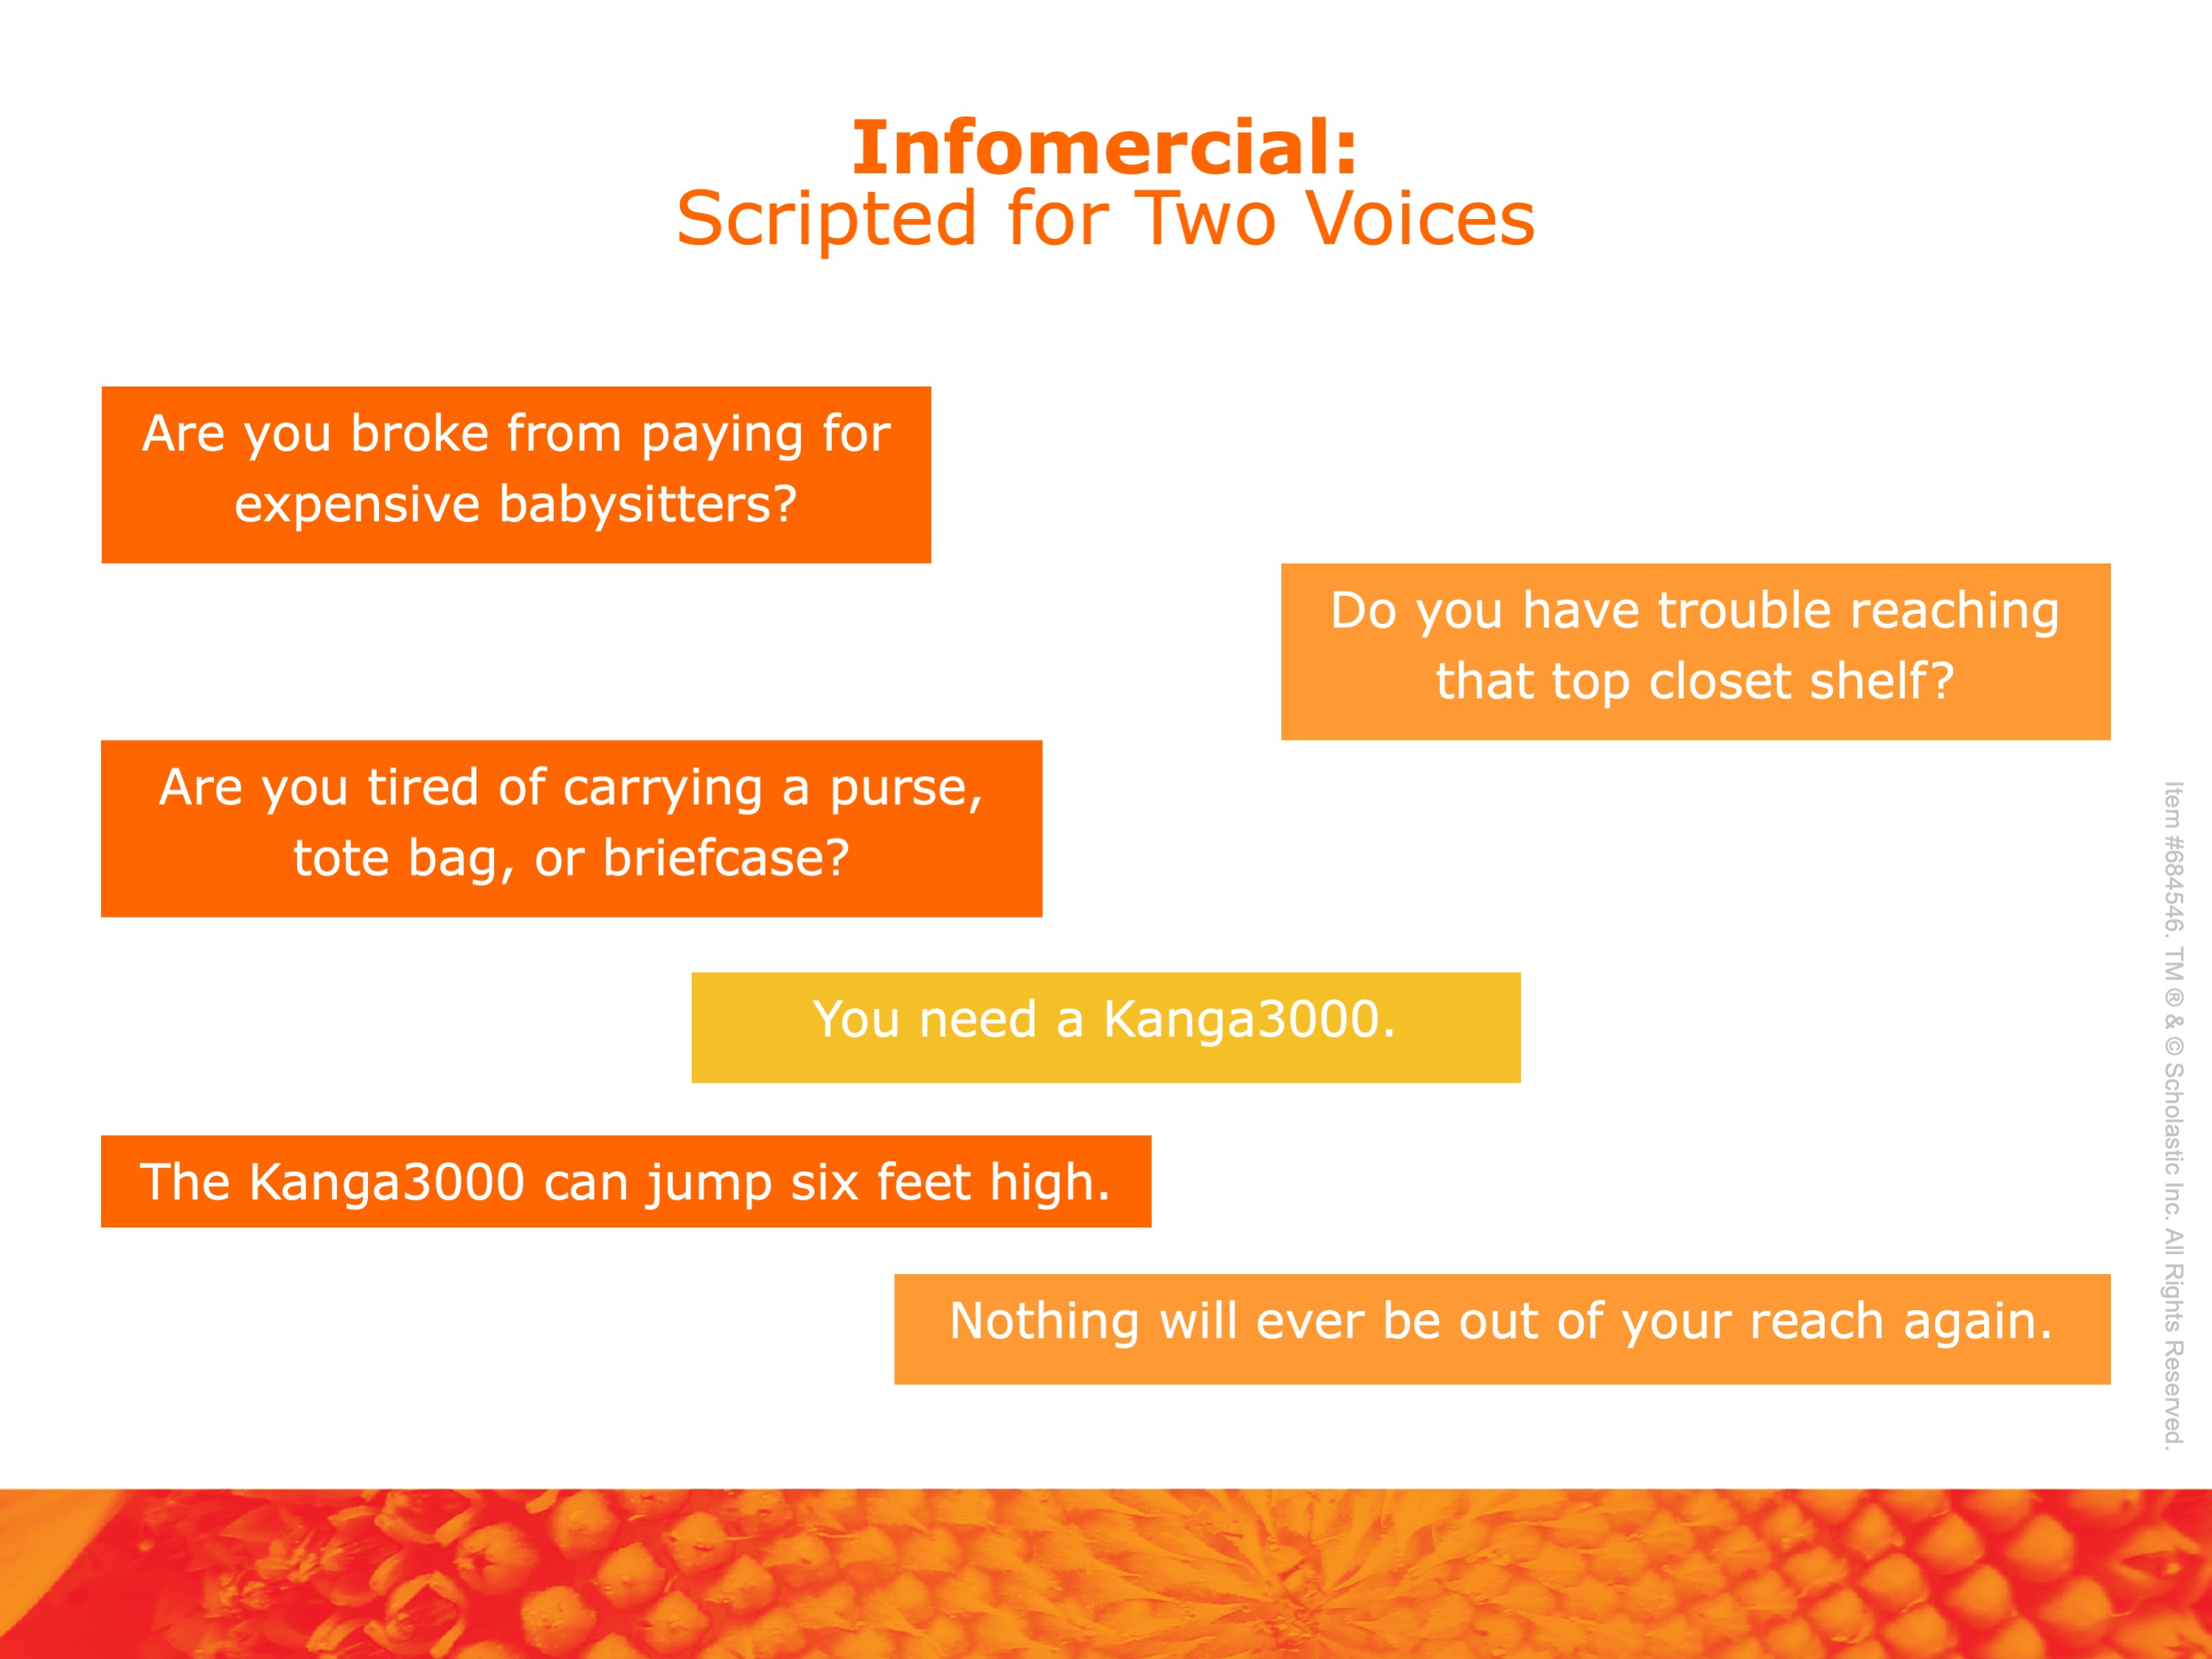 Infomercial:
Scripted for Two Voices
Are you broke from paying for
expensive babysitters?
Do you have trouble reaching
that top closet shelf?
Are you tired of carrying a purse,
tote bag, or briefcase?
You need a Kanga3000.
The Kanga3000 can jump six feet high.
Nothing will ever be out of your reach again.
Item #684546. TM ® & © Scholastic Inc. All Rights Reserved.